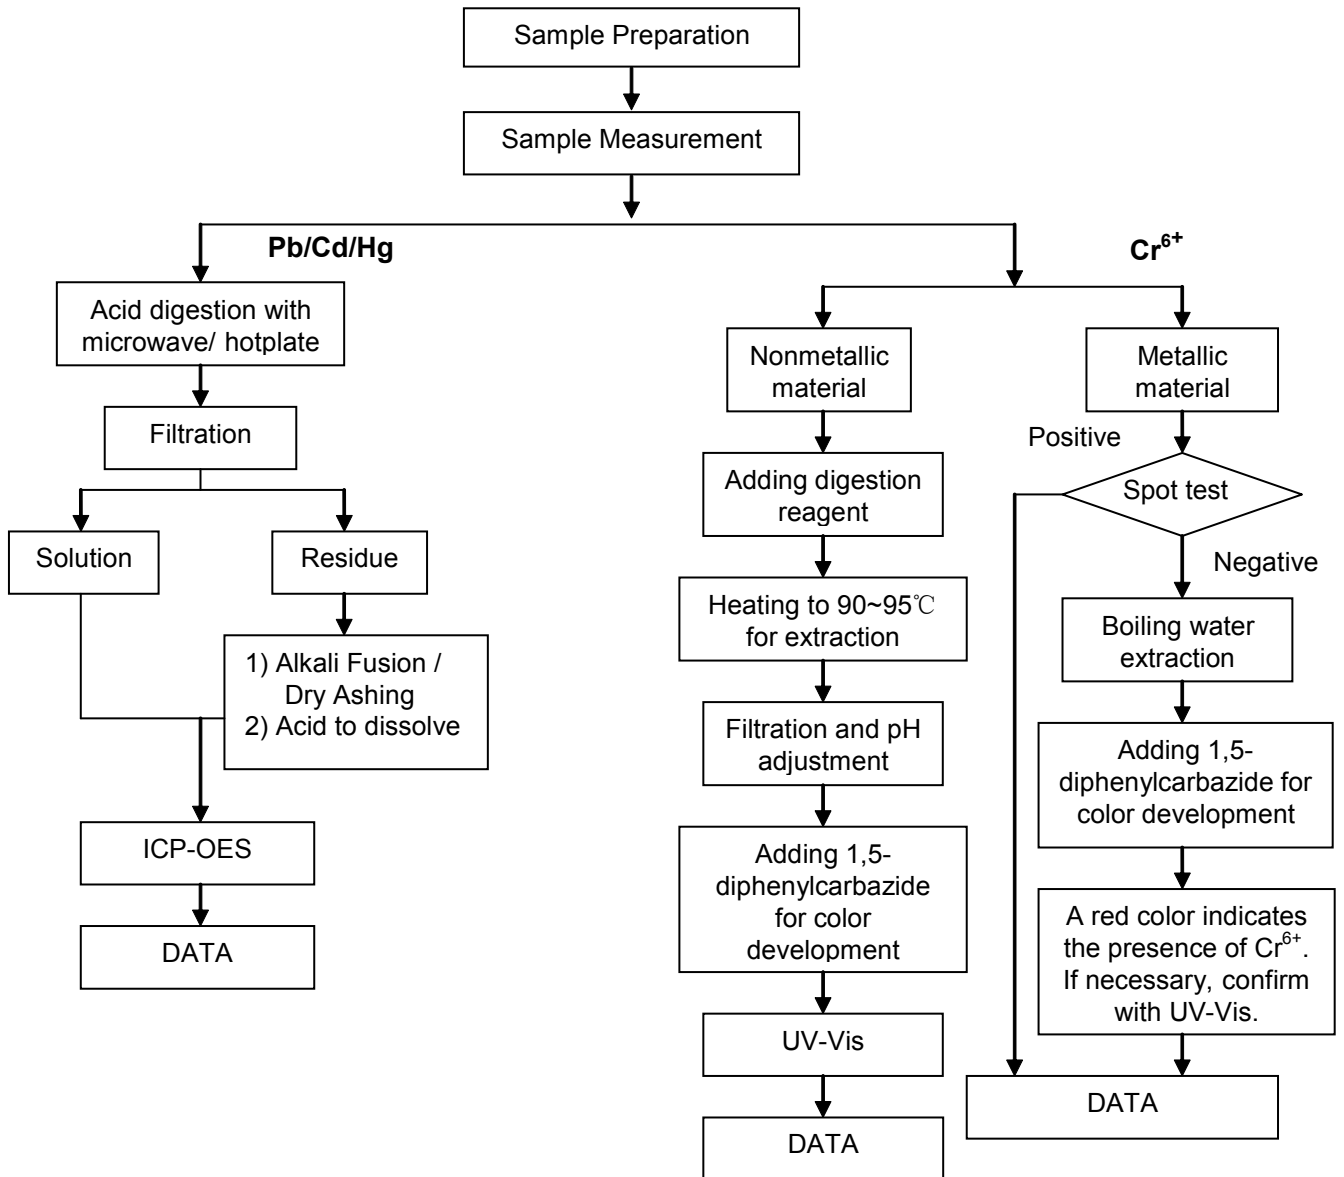 Sample Preparation
Sample Measurement
Pb/Cd/Hg
Acid digestion with
microwave/ hotplate
Filtration
Solution
Residue
1) Alkali Fusion /
Dry Ashing
2) Acid to dissolve
ICP-OES
DATA
Cr⁶⁺
Nonmetallic
material
Adding digestion
reagent
Heating to 90~95℃
for extraction
Filtration and pH
adjustment
Adding 1,5-
diphenylcarbazide
for color
development
UV-Vis
DATA
Metallic
material
Positive
Spot test
Negative
Boiling water
extraction
Adding 1,5-
diphenylcarbazide for
color development
A red color indicates
the presence of Cr⁶⁺.
If necessary, confirm
with UV-Vis.
DATA